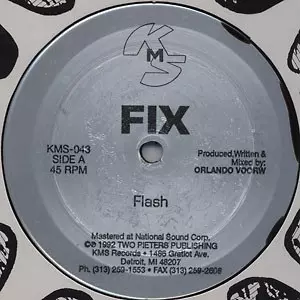 KMS
FIX
KMS-043
SIDE A
45 RPM
Produced,Written &
Mixed by:
ORLANDO VOORW
Flash
Mastered at National Sound Corp.
©℗ 1992 TWO PIETERS PUBLISHING
KMS Records • 1485 Gratiot Ave.
Detroit, MI 48207
Ph. (313) 259-1553 • FAX (313) 259-2606